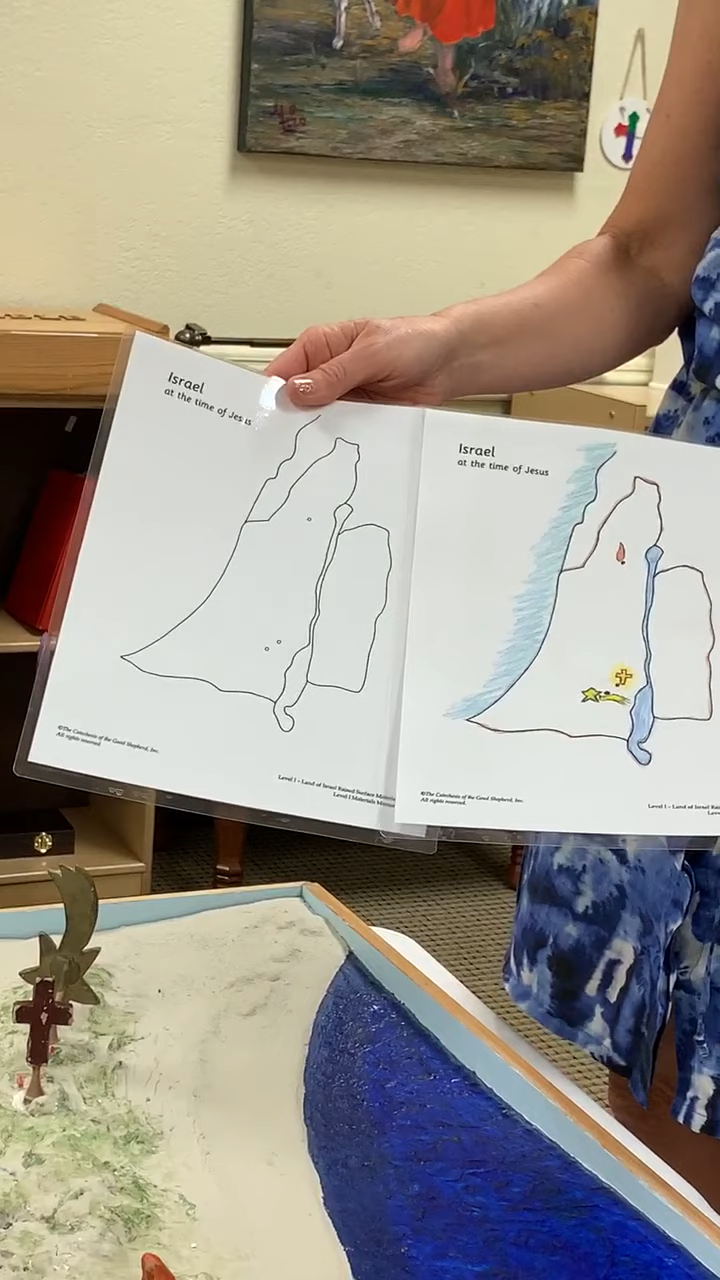 Israel
at the time of Jesus
©The Catechesis of the Good Shepherd, Inc.
All rights reserved.
Level 1 - Land of Israel Raised Surface
Level 1 Materials
Israel
at the time of Jesus
©The Catechesis of the Good Shepherd, Inc.
All rights reserved.
Level 1 - Land of Israel